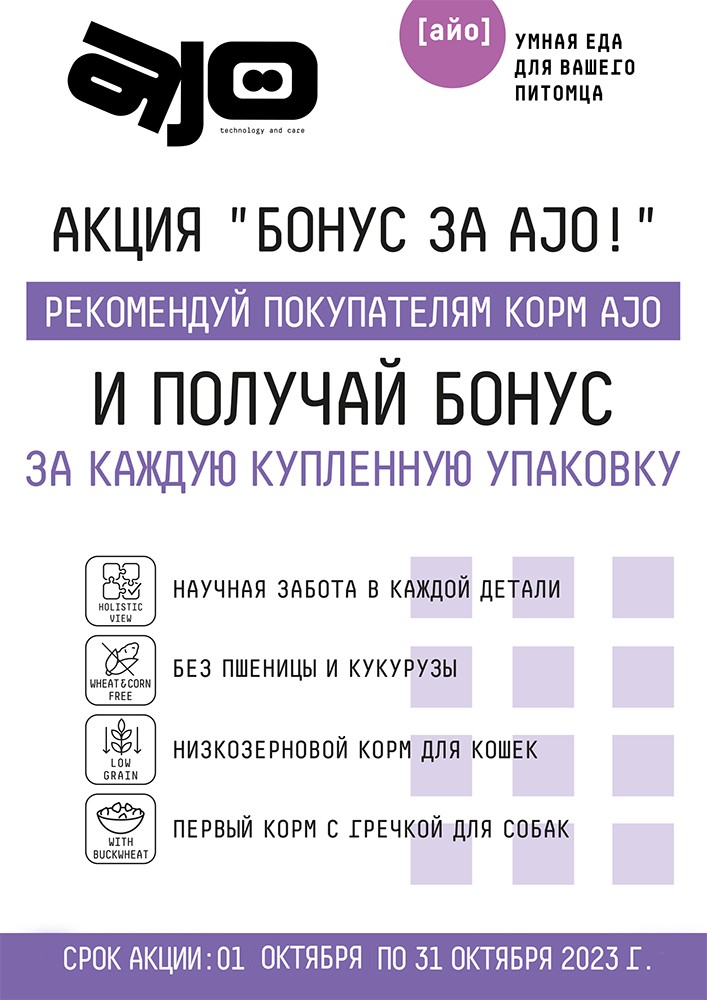 AJO
technology and care
[айо]
УМНАЯ ЕДА
ДЛЯ ВАШЕГО
ПИТОМЦА
АКЦИЯ "БОНУС ЗА AJO!"
РЕКОМЕНДУЙ ПОКУПАТЕЛЯМ КОРМ AJO
И ПОЛУЧАЙ БОНУС
ЗА КАЖДУЮ КУПЛЕННУЮ УПАКОВКУ
HOLISTIC
VIEW
НАУЧНАЯ ЗАБОТА В КАЖДОЙ ДЕТАЛИ
WHEAT&CORN
FREE
БЕЗ ПШЕНИЦЫ И КУКУРУЗЫ
LOW
GRAIN
НИЗКОЗЕРНОВОЙ КОРМ ДЛЯ КОШЕК
WITH
BUCKWHEAT
ПЕРВЫЙ КОРМ С ГРЕЧКОЙ ДЛЯ СОБАК
СРОК АКЦИИ:01 ОКТЯБРЯ ПО 31 ОКТЯБРЯ 2023 Г.